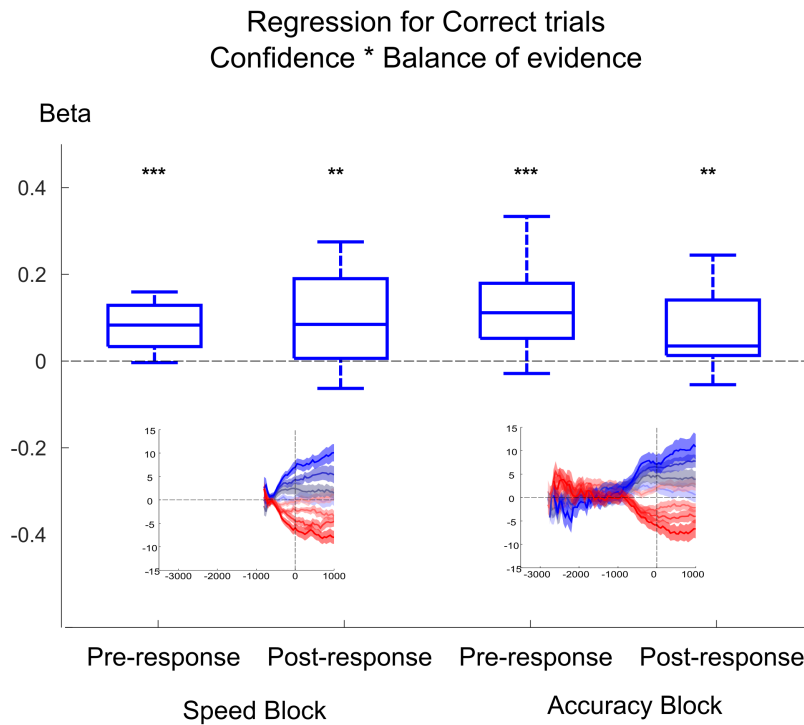 Regression for Correct trials
Confidence * Balance of evidence
Beta
*** ** *** **
0.4
0.2
0
-0.2
-0.4
15
10
5
0
-5
-10
-15
-3000 -2000 -1000 0 1000
15
10
5
0
-5
-10
-15
-3000 -2000 -1000 0 1000
Pre-response Post-response Pre-response Post-response
Speed Block Accuracy Block